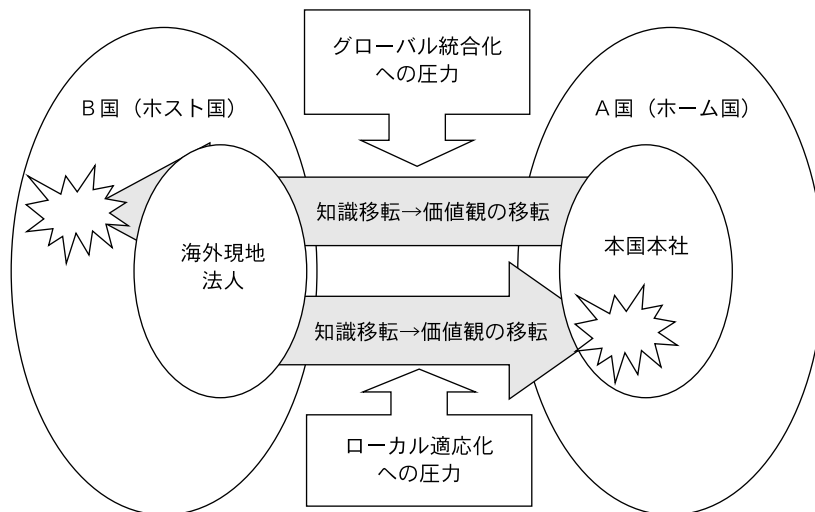 グローバル統合化
への圧力
Ｂ国（ホスト国）
Ａ国（ホーム国）
知識移転→価値観の移転
海外現地
法人
本国本社
知識移転→価値観の移転
ローカル適応化
への圧力